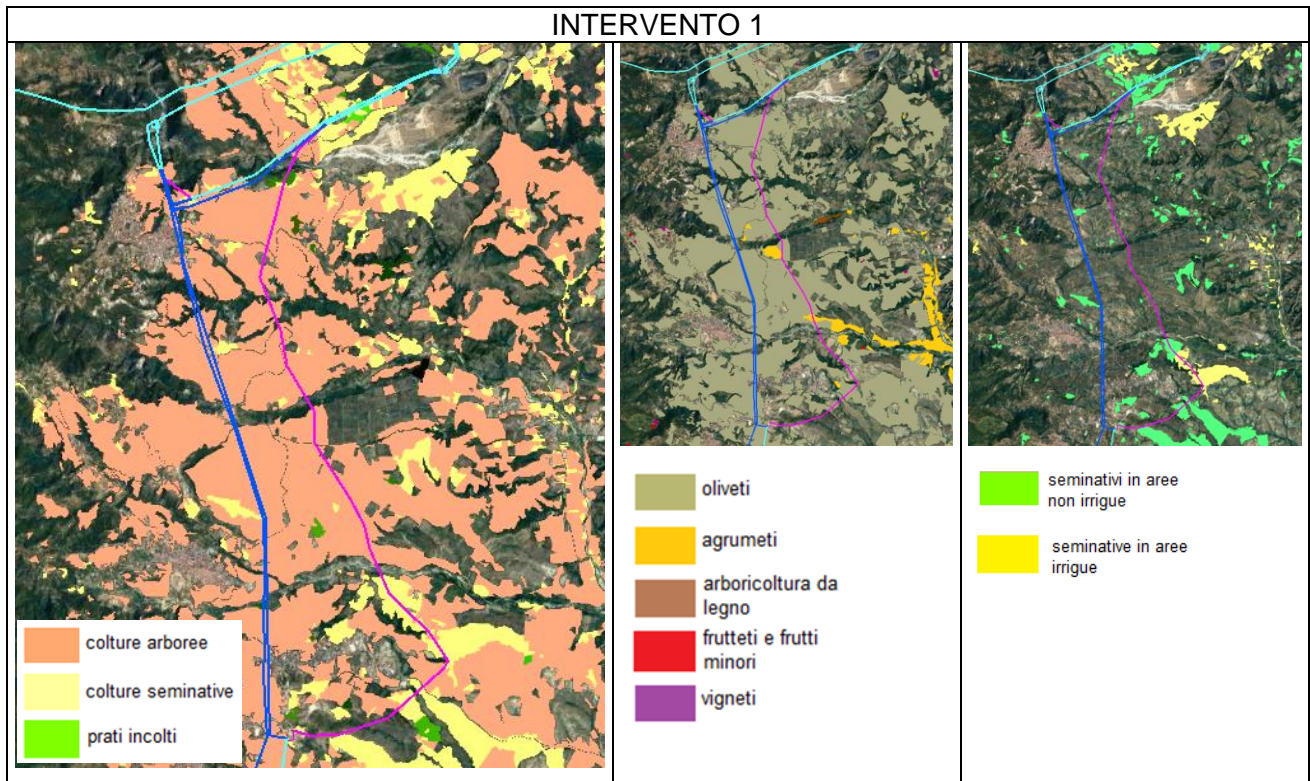 INTERVENTO 1
colture arboree
colture seminative
prati incolti
oliveti
agrumeti
arboricoltura da
legno
frutteti e frutti
minori
vigneti
seminativi in aree
non irrigue
seminative in aree
irrigue